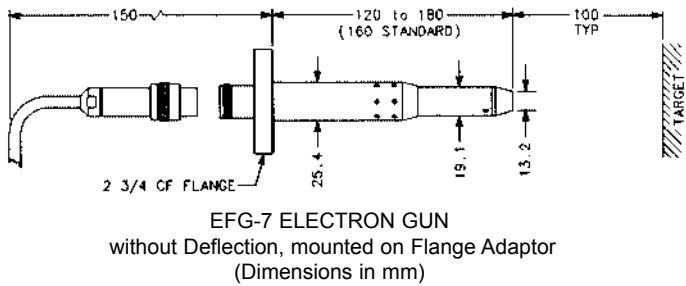 150
120 to 180
(160 STANDARD)
100
TYP
TARGET
2 3/4 CF FLANGE
25.4
19.1
13.2
EFG-7 ELECTRON GUN
without Deflection, mounted on Flange Adaptor
(Dimensions in mm)